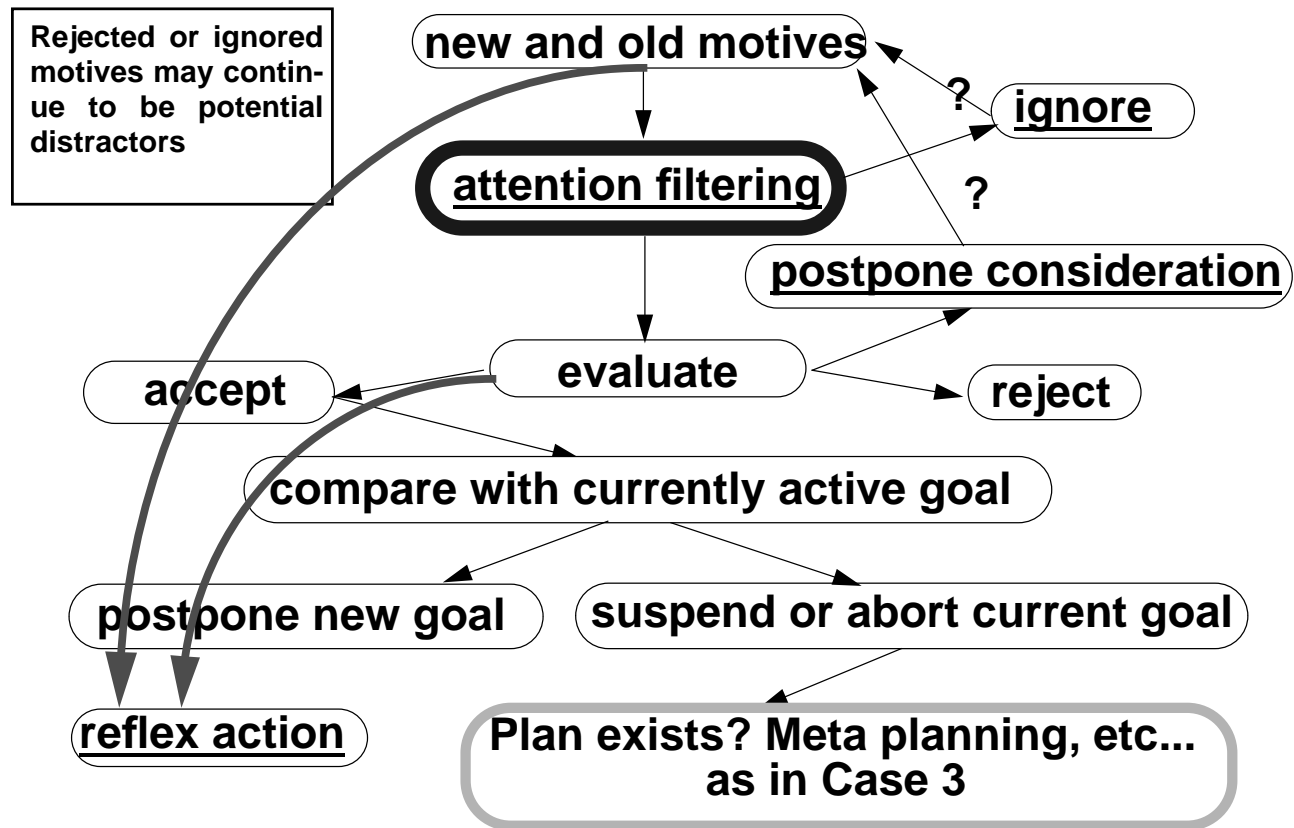 Rejected or ignored
motives may contin-
ue to be potential
distractors
new and old motives
?
ignore
attention filtering
?
postpone consideration
evaluate
accept
reject
compare with currently active goal
postpone new goal
suspend or abort current goal
reflex action
Plan exists? Meta planning, etc...
as in Case 3